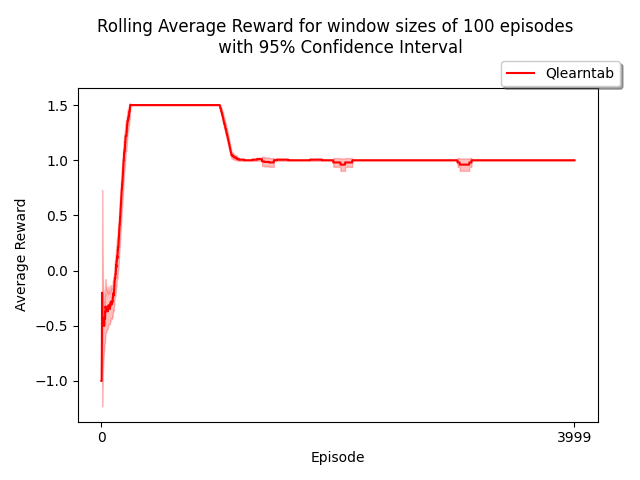 Rolling Average Reward for window sizes of 100 episodes
with 95% Confidence Interval
Qlearntab
1.5
1.0
0.5
0.0
−0.5
−1.0
Average Reward
0
3999
Episode